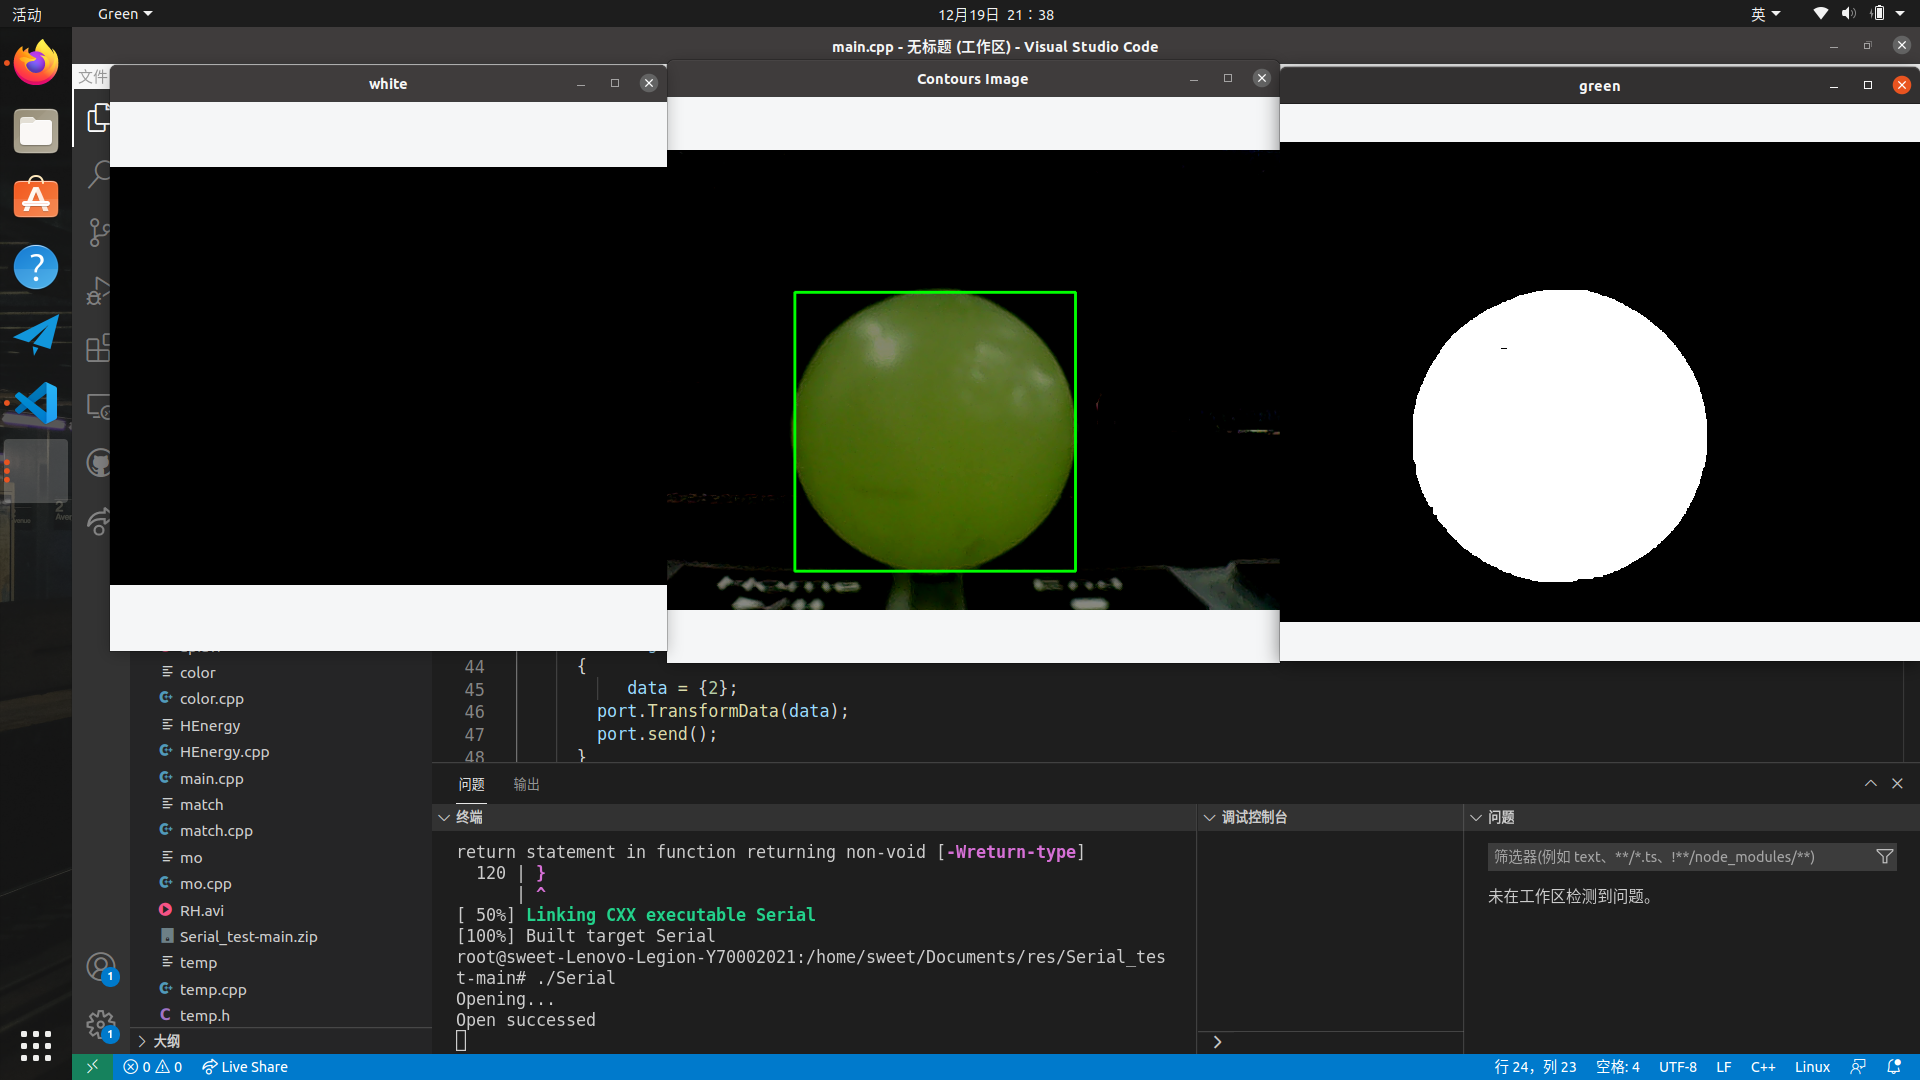 活动
Green
12月19日 21：38
英
main.cpp - 无标题 (工作区) - Visual Studio Code
文件
white
Contours Image
green
color
color.cpp
HEnergy
HEnergy.cpp
main.cpp
match
match.cpp
mo
mo.cpp
RH.avi
Serial_test-main.zip
temp
temp.cpp
temp.h
大纲
44 {
45 data = {2};
46 port.TransformData(data);
47 port.send();
48 }
问题 输出
终端
return statement in function returning non-void [-Wreturn-type]
120 | }
| ^
[ 50%] Linking CXX executable Serial
[100%] Built target Serial
root@sweet-Lenovo-Legion-Y70002021:/home/sweet/Documents/res/Serial_tes
t-main# ./Serial
Opening...
Open successed
调试控制台
问题
筛选器(例如 text、**/*.ts、!**/node_modules/**)
未在工作区检测到问题。
1
1
0 0 Live Share
行 24，列 23 空格: 4 UTF-8 LF C++ Linux